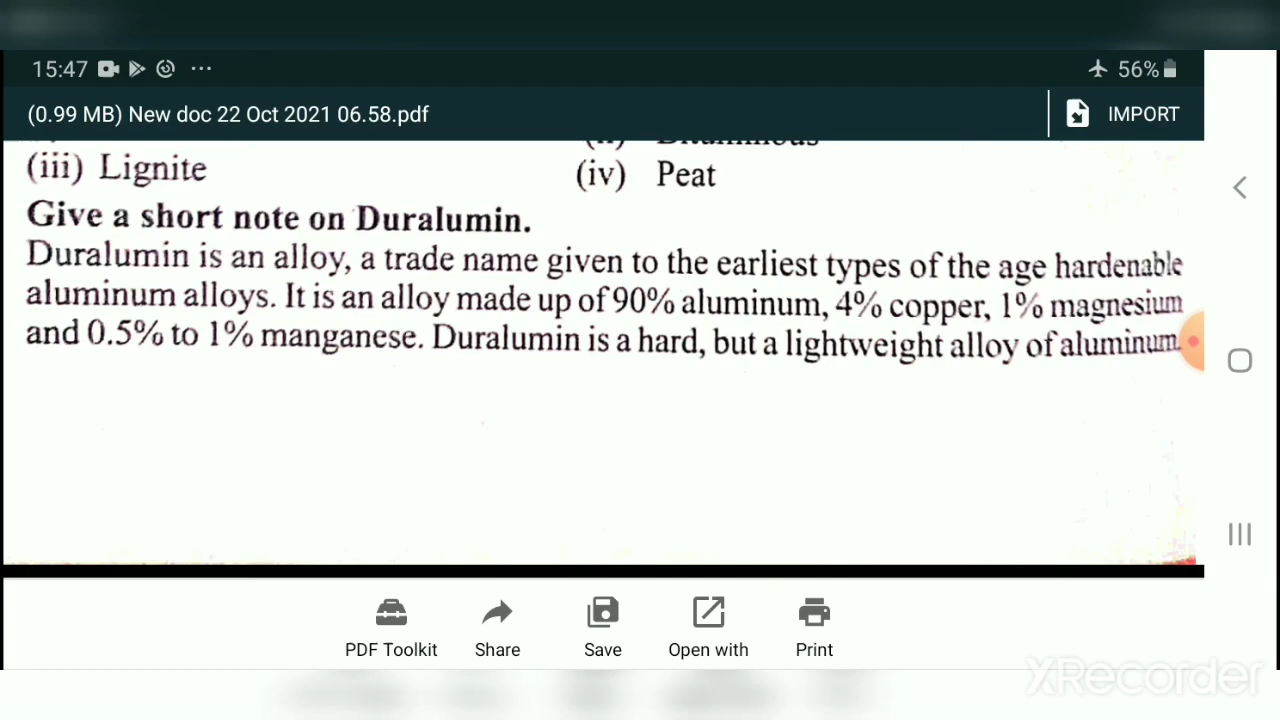 15:47 ... 56%
(0.99 MB) New doc 22 Oct 2021 06.58.pdf IMPORT
(iii) Lignite (iv) Peat
Give a short note on Duralumin.
Duralumin is an alloy, a trade name given to the earliest types of the age hardenable
aluminum alloys. It is an alloy made up of 90% aluminum, 4% copper, 1% magnesium
and 0.5% to 1% manganese. Duralumin is a hard, but a lightweight alloy of aluminum.
PDF Toolkit Share Save Open with Print
XRecorder